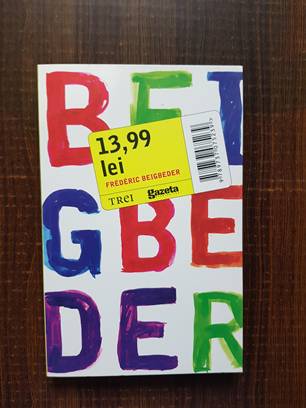 BEI
GBE
DER
13,99
lei
FRÉDÉRIC BEIGBEDER
TREI
gazeta